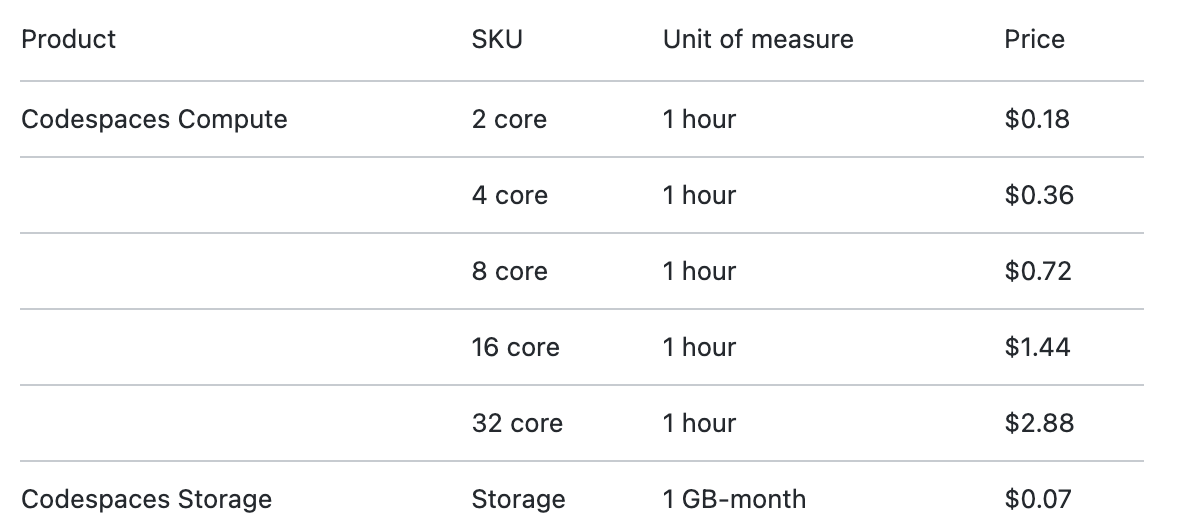 Product SKU Unit of measure Price
Codespaces Compute 2 core 1 hour $0.18
4 core 1 hour $0.36
8 core 1 hour $0.72
16 core 1 hour $1.44
32 core 1 hour $2.88
Codespaces Storage Storage 1 GB-month $0.07